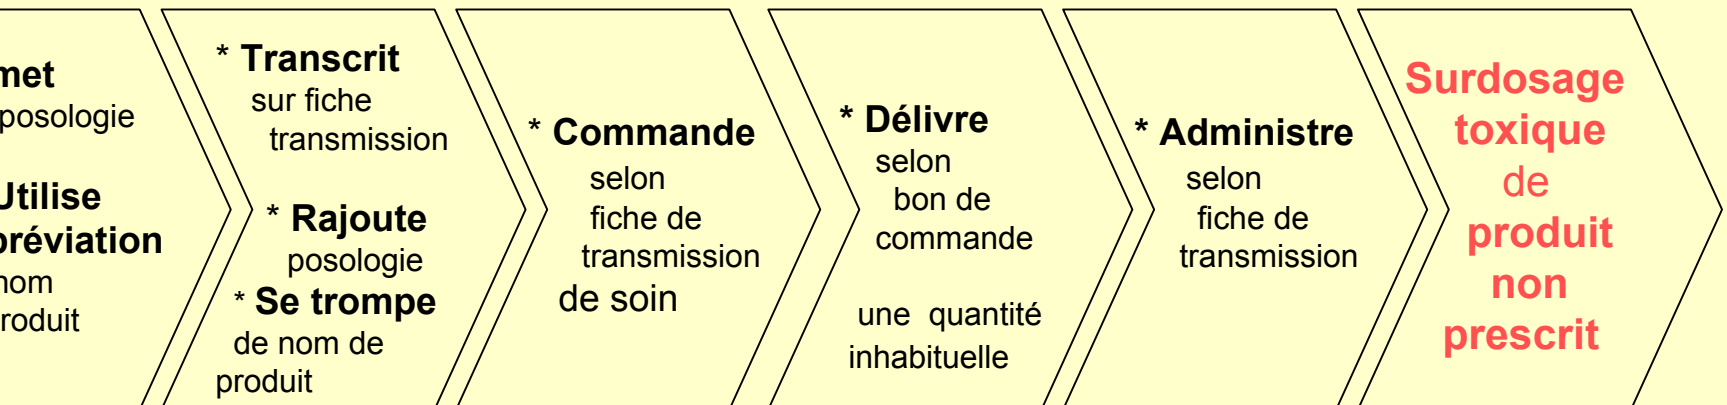 met
posologie
Utilise
bréviation
nom
roduit
* Transcrit
sur fiche
transmission
* Rajoute
posologie
* Se trompe
de nom de
produit
* Commande
selon
fiche de
transmission
de soin
* Délivre
selon
bon de
commande
une quantité
inhabituelle
* Administre
selon
fiche de
transmission
Surdosage
toxique
de
produit
non
prescrit